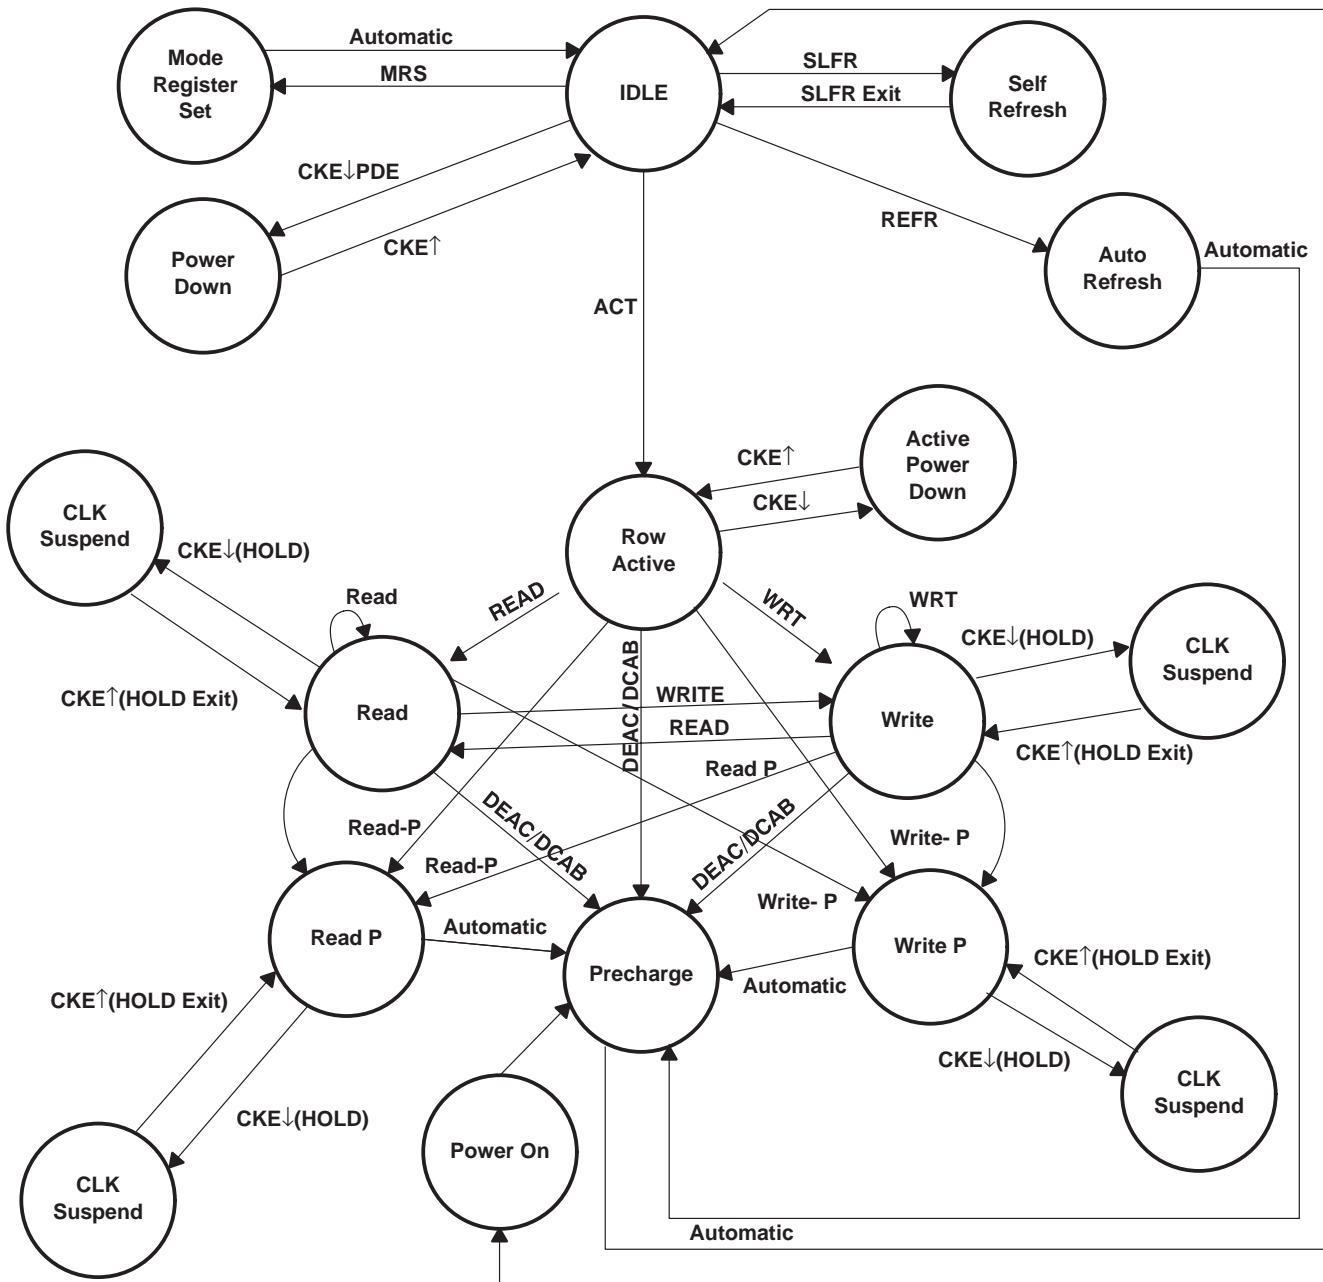 Automatic
MRS
Mode
Register
Set
IDLE
SLFR
SLFR Exit
Self
Refresh
CKE↓PDE
CKE↑
Power
Down
REFR
Auto
Refresh
Automatic
ACT
Active
Power
Down
CKE↑
CKE↓
Row
Active
CLK
Suspend
CKE↓(HOLD)
CKE↑(HOLD Exit)
Read
READ
WRT
WRT
CKE↓(HOLD)
CLK
Suspend
CKE↑(HOLD Exit)
Read
WRITE
READ
Write
DEAC/DCAB
Read P
Read-P
Read-P
DEAC/DCAB
DEAC/DCAB
Write- P
Write- P
Read P
Automatic
Precharge
Automatic
Write P
CKE↑(HOLD Exit)
CKE↓(HOLD)
CLK
Suspend
CKE↑(HOLD Exit)
CKE↓(HOLD)
CLK
Suspend
Power On
Automatic